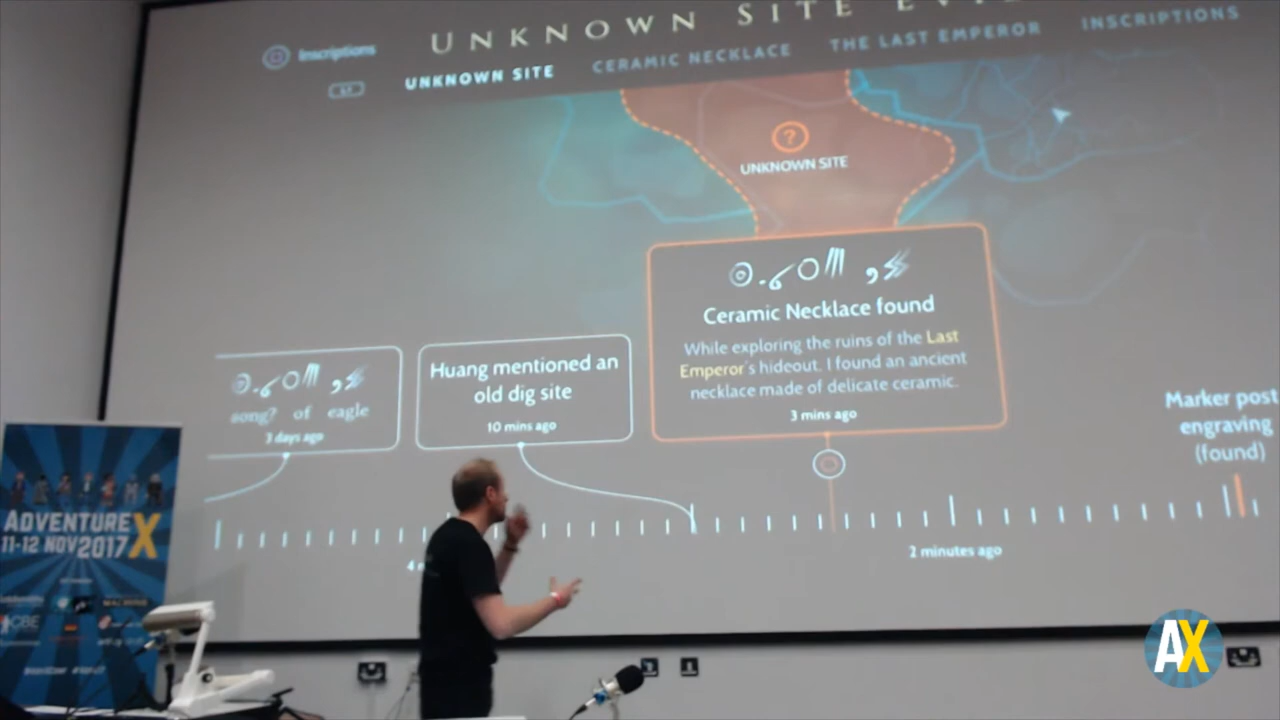 UNKNOWN SITE
Inscriptions
UNKNOWN SITE
CERAMIC NECKLACE
THE LAST EMPEROR
INSCRIPTIONS
?
UNKNOWN SITE
Ceramic Necklace found
While exploring the ruins of the Last
Emperor's hideout. I found an ancient
necklace made of delicate ceramic.
3 mins ago
song? of eagle
3 days ago
Huang mentioned an
old dig site
10 mins ago
Marker post
engraving
(found)
2 minutes ago
ADVENTURE X
11-12 NOV 2017
AX